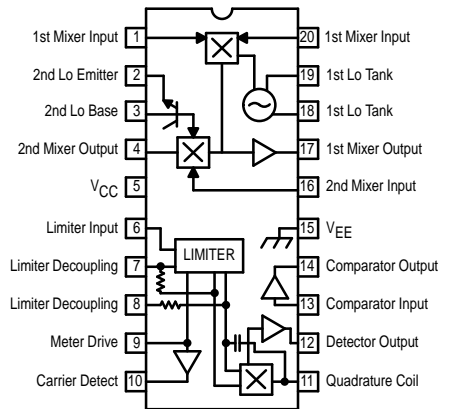 1st Mixer Input 1
2nd Lo Emitter 2
2nd Lo Base 3
2nd Mixer Output 4
VCC 5
Limiter Input 6
Limiter Decoupling 7
Limiter Decoupling 8
Meter Drive 9
Carrier Detect 10
LIMITER
20 1st Mixer Input
19 1st Lo Tank
18 1st Lo Tank
17 1st Mixer Output
16 2nd Mixer Input
15 VEE
14 Comparator Output
13 Comparator Input
12 Detector Output
11 Quadrature Coil